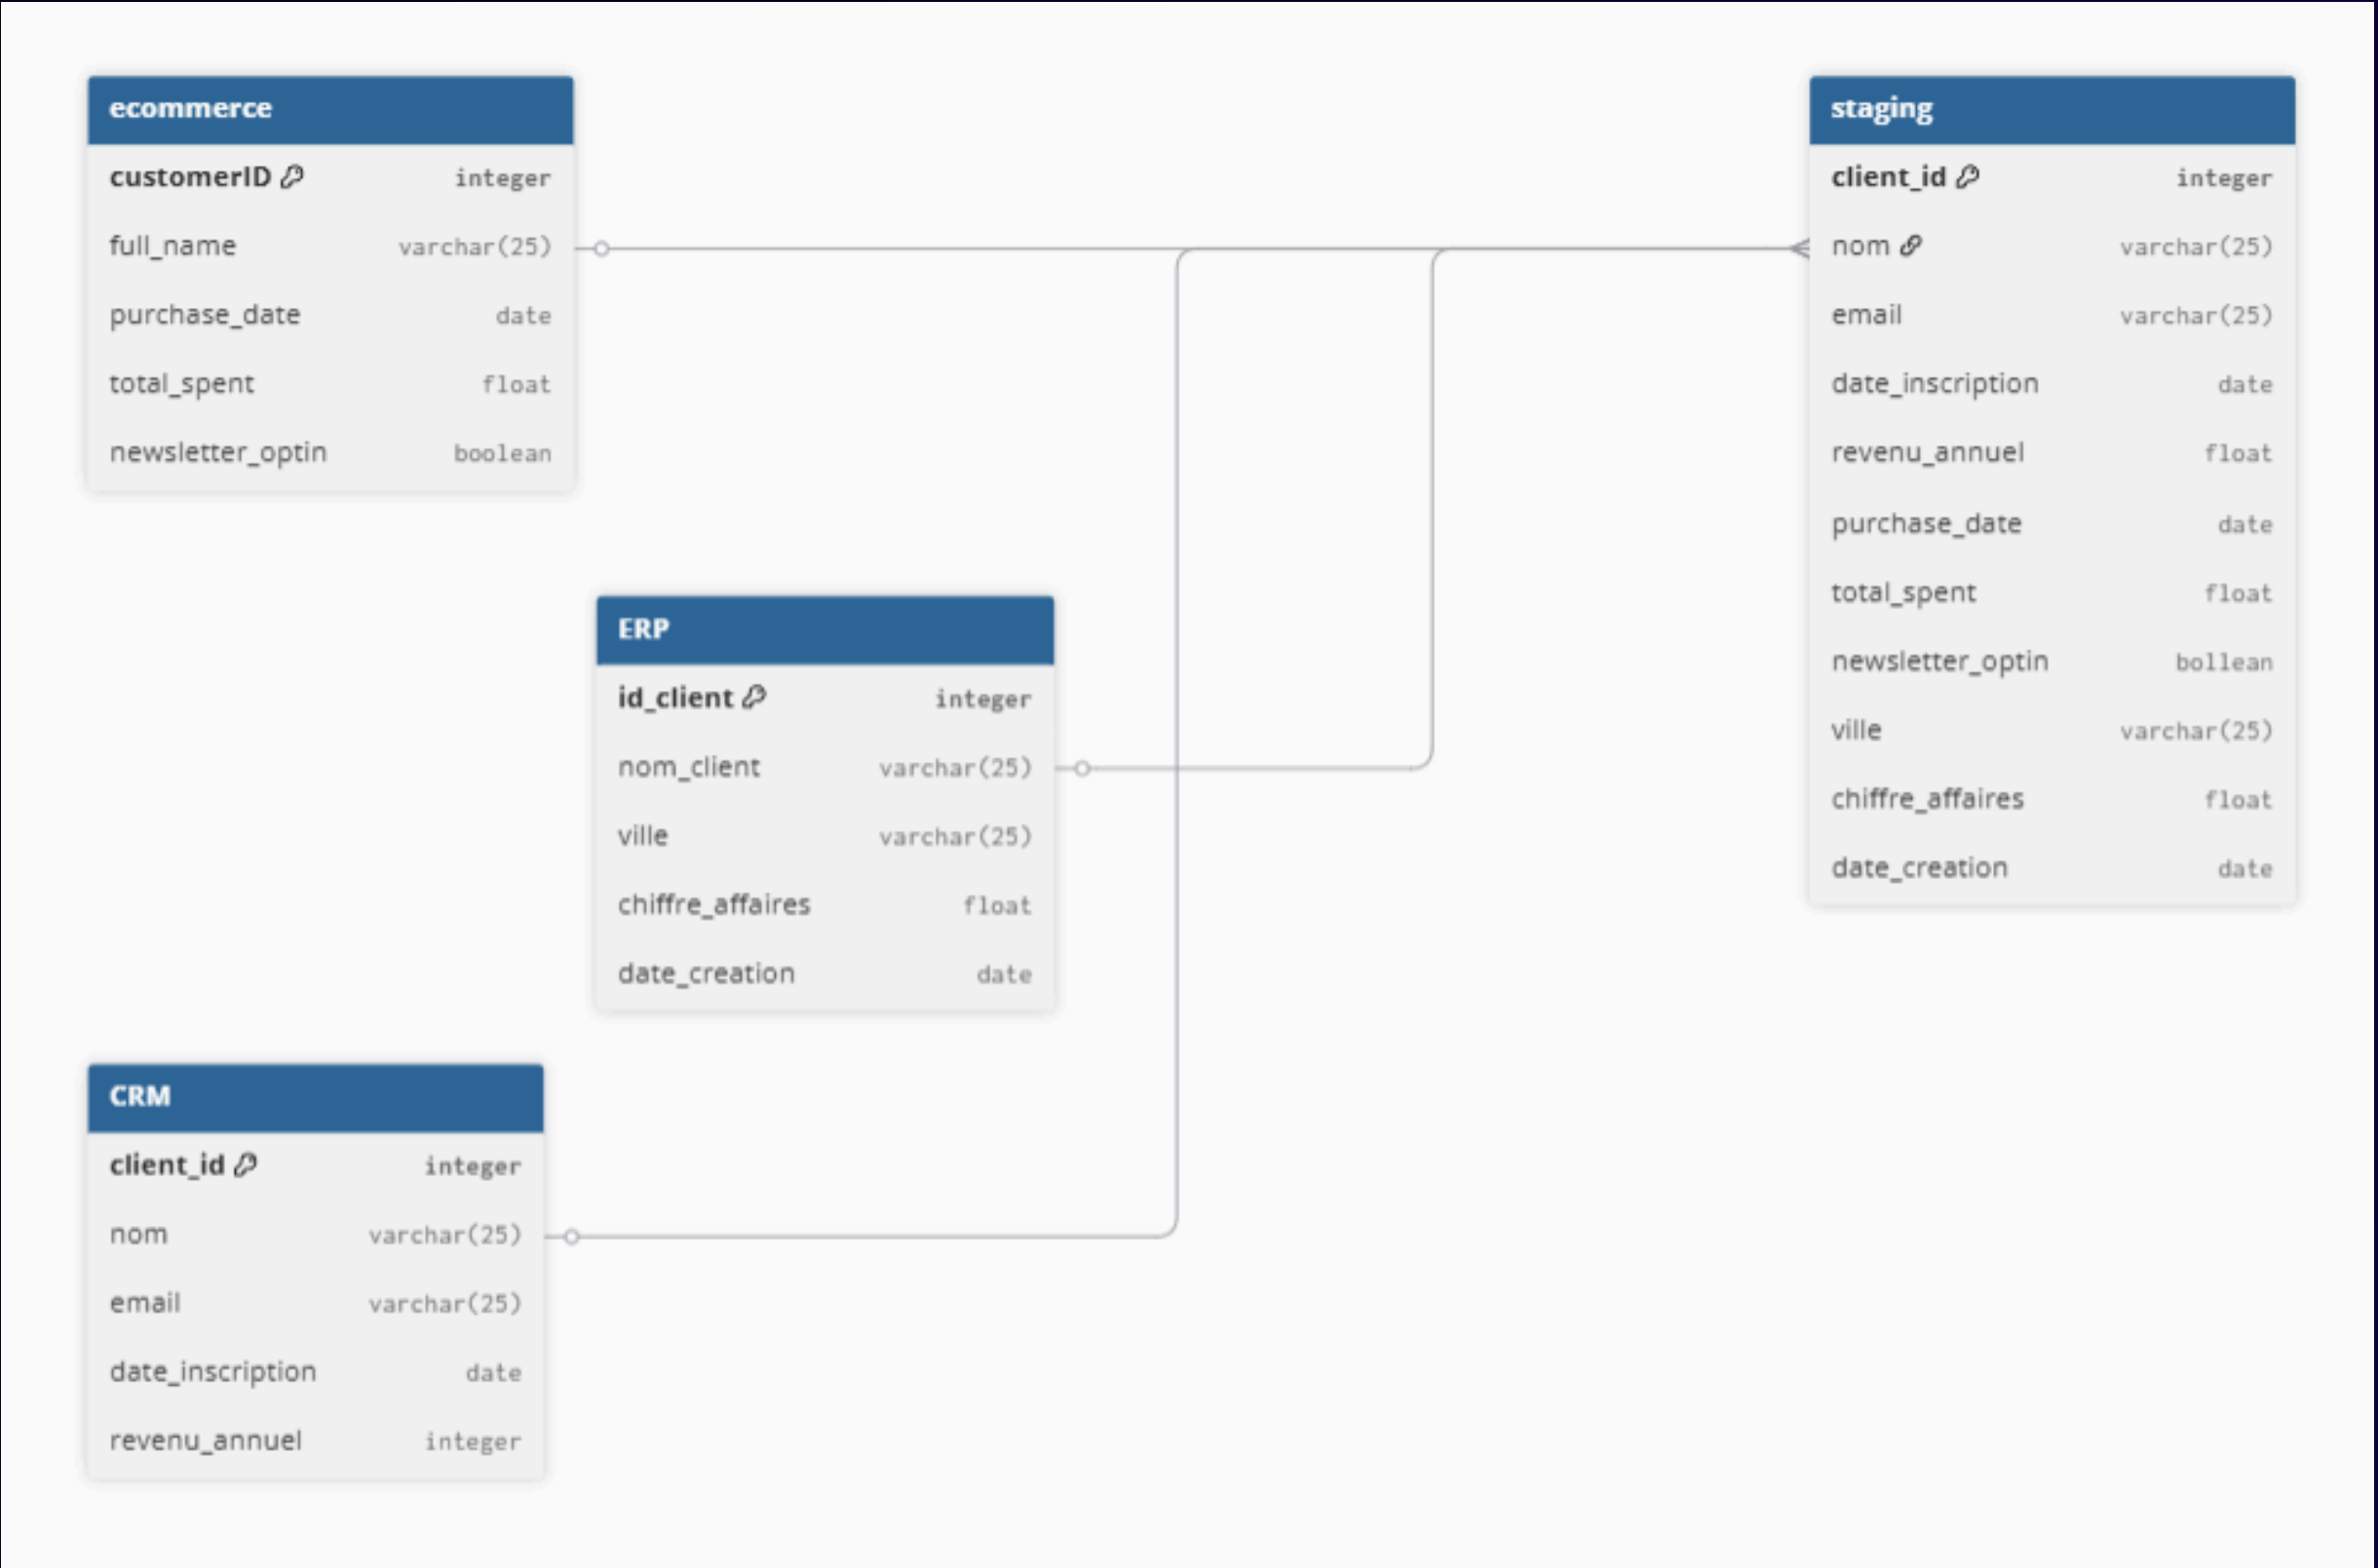 ecommerce
customerID integer
full_name varchar(25)
purchase_date date
total_spent float
newsletter_optin boolean
ERP
id_client integer
nom_client varchar(25)
ville varchar(25)
chiffre_affaires float
date_creation date
CRM
client_id integer
nom varchar(25)
email varchar(25)
date_inscription date
revenu_annuel integer
staging
client_id integer
nom varchar(25)
email varchar(25)
date_inscription date
revenu_annuel float
purchase_date date
total_spent float
newsletter_optin bollean
ville varchar(25)
chiffre_affaires float
date_creation date